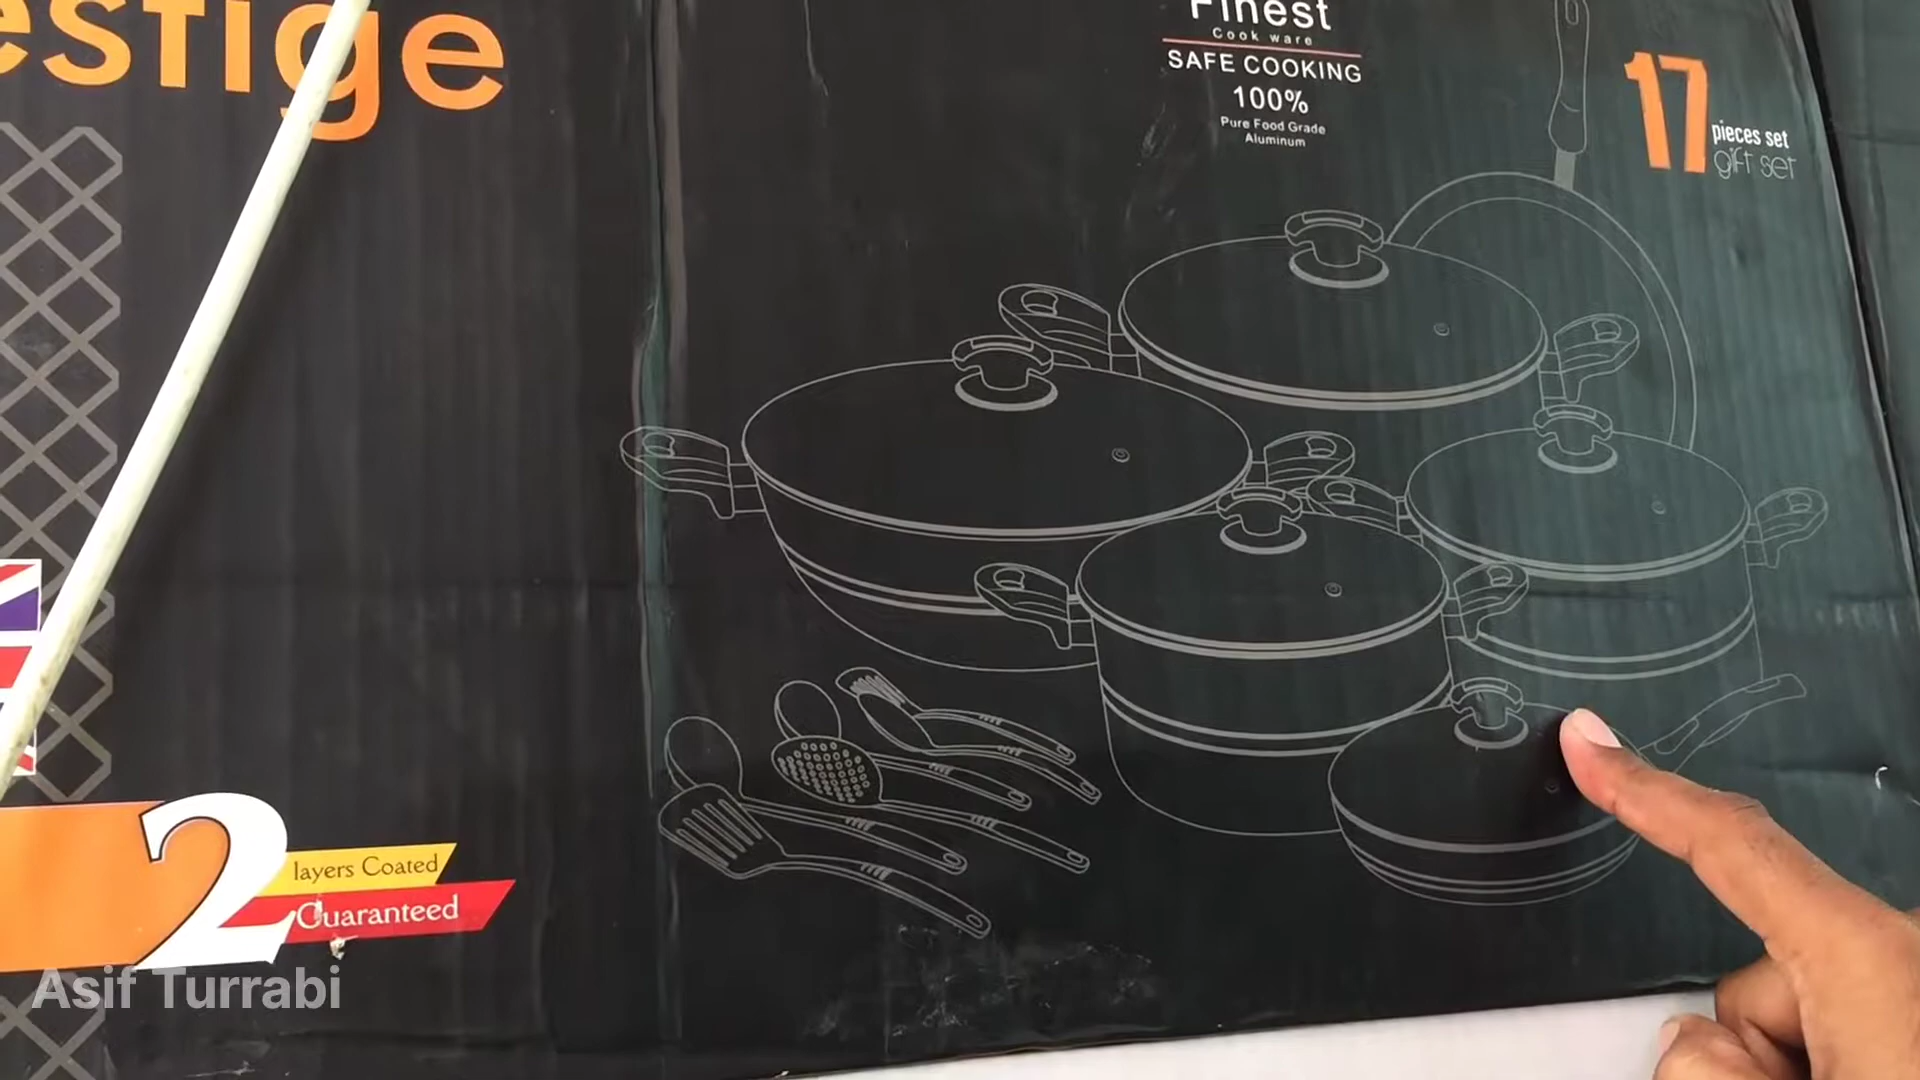 estige
Finest
Cook ware
SAFE COOKING
100%
Pure Food Grade
Aluminum
17
pieces set
gift set
2
layers Coated
Guaranteed
Asif Turrabi